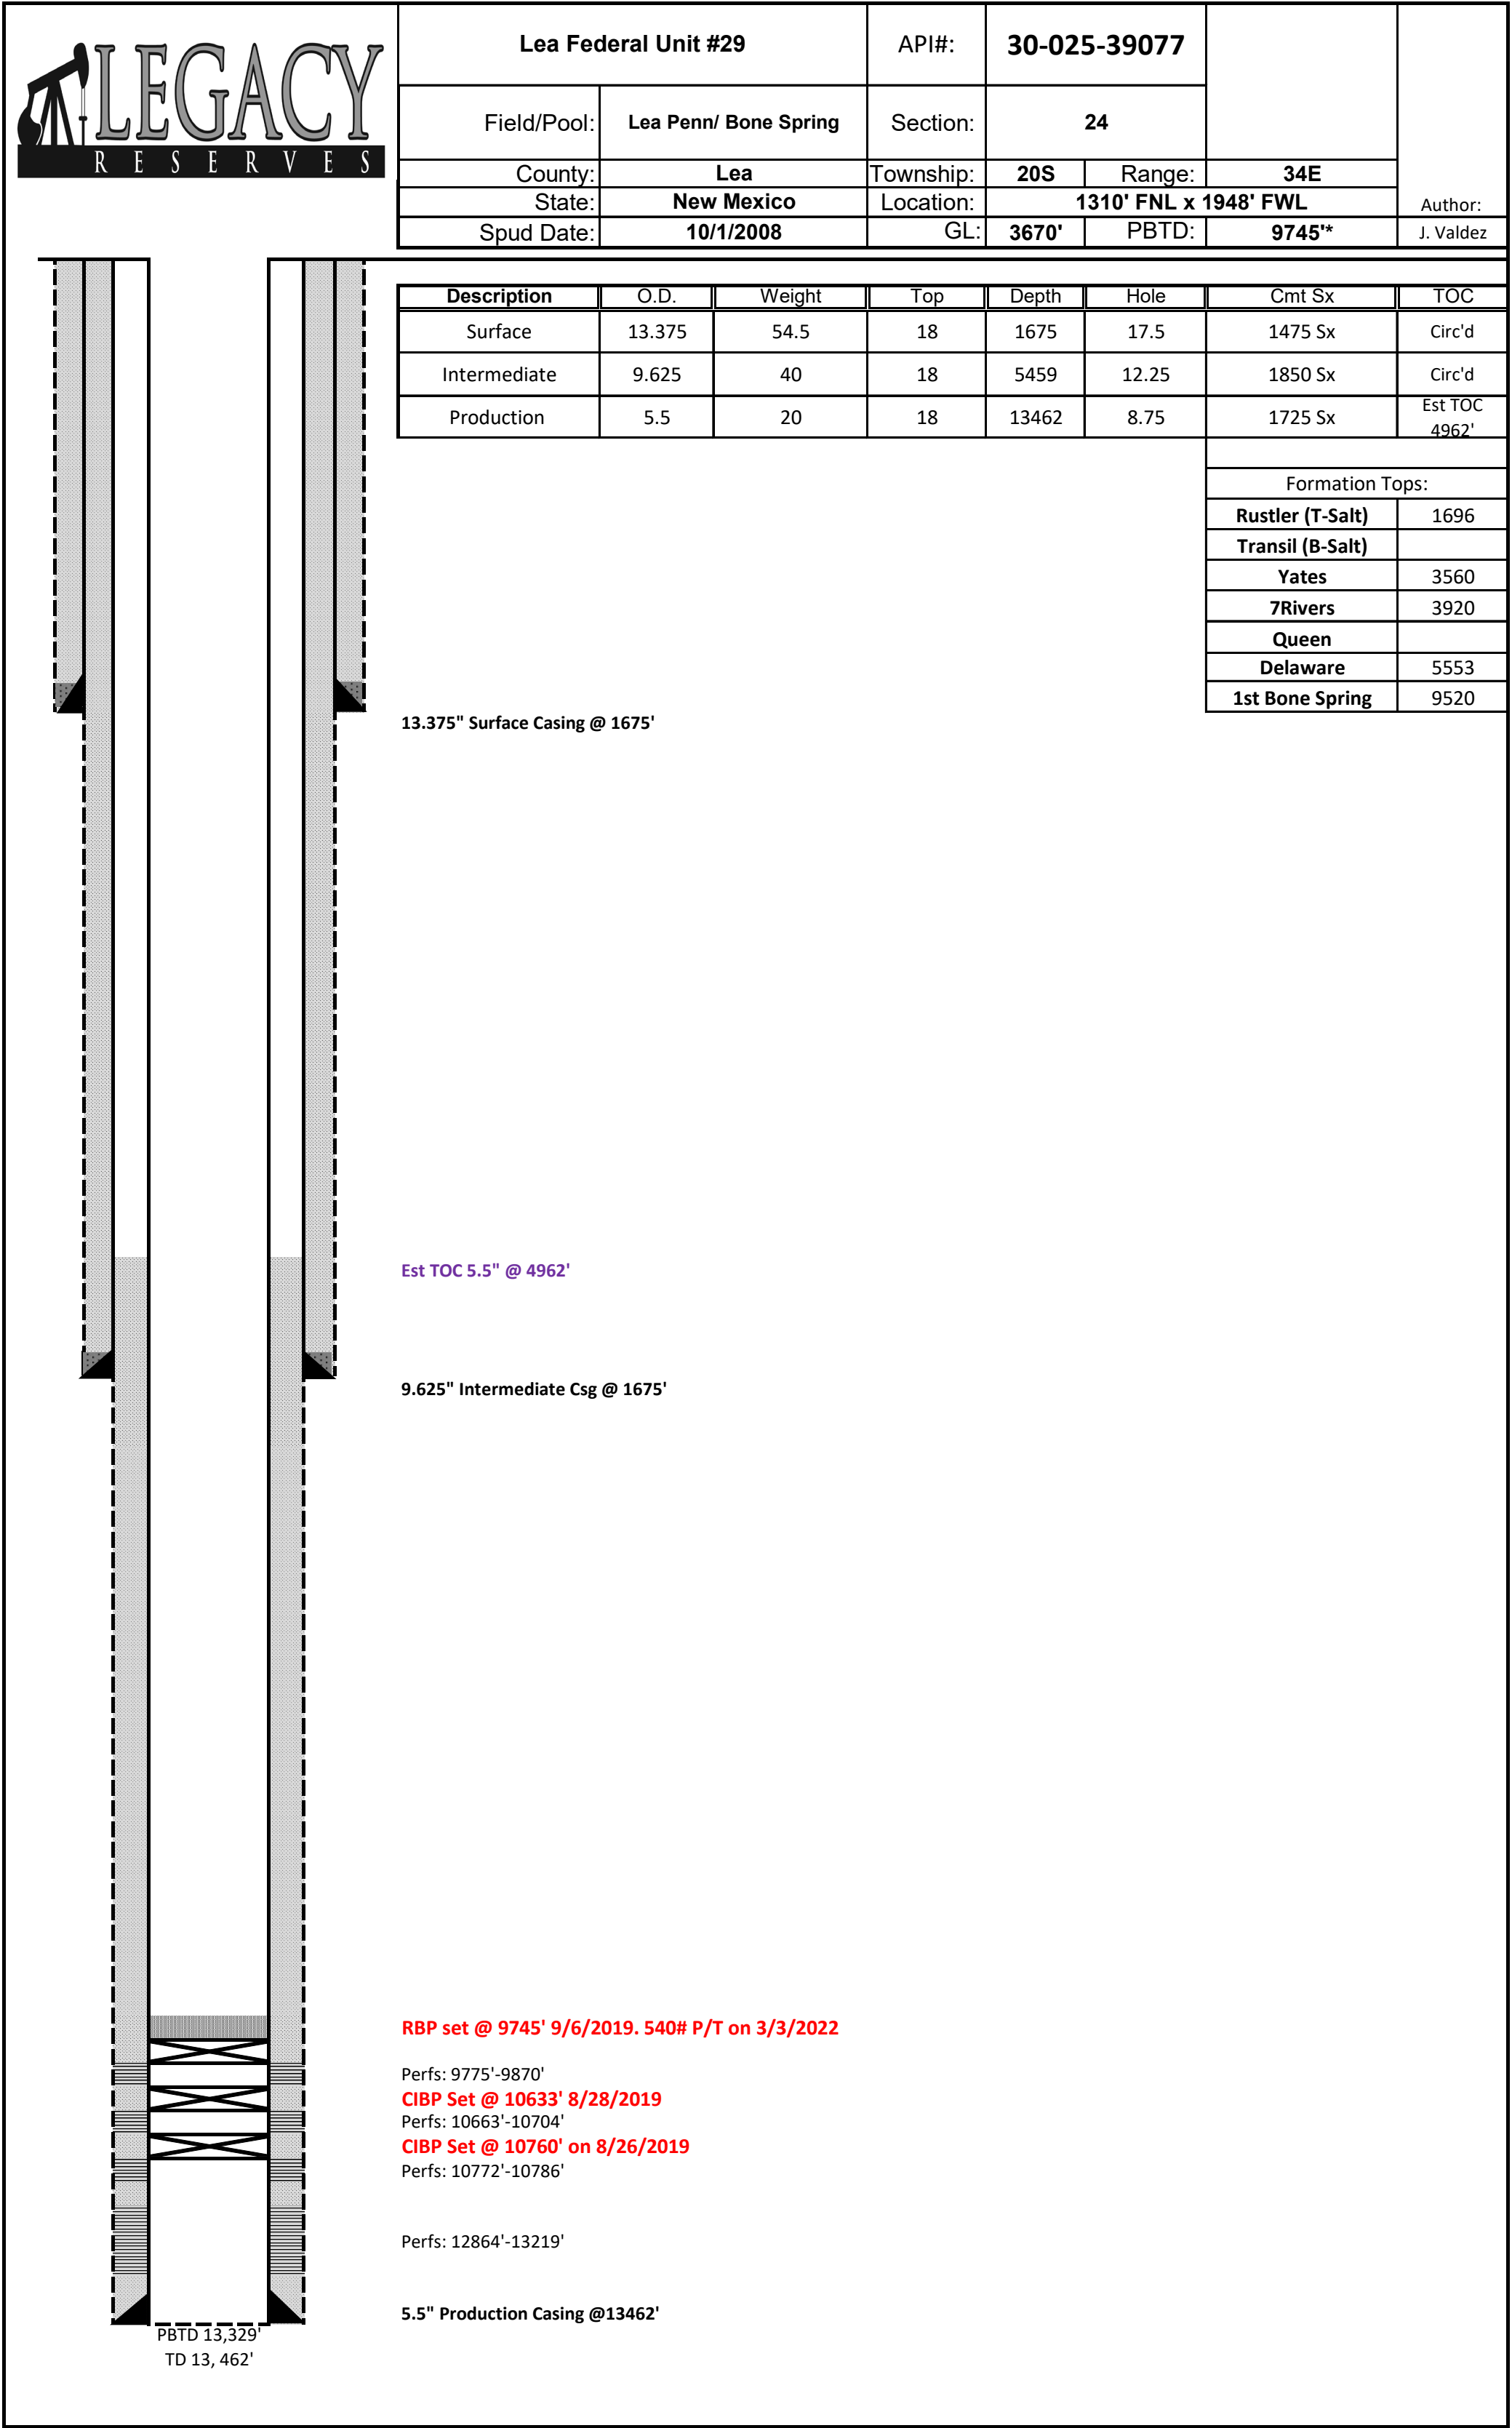 LEGACY
RESERVES
Lea Federal Unit #29 API#: 30-025-39077
Field/Pool: Lea Penn/ Bone Spring Section: 24
County: Lea Township: 20S Range: 34E
State: New Mexico Location: 1310' FNL x 1948' FWL Author:
Spud Date: 10/1/2008 GL: 3670' PBTD: 9745'* J. Valdez
Description O.D. Weight Top Depth Hole Cmt Sx TOC
Surface 13.375 54.5 18 1675 17.5 1475 Sx Circ'd
Intermediate 9.625 40 18 5459 12.25 1850 Sx Circ'd
Production 5.5 20 18 13462 8.75 1725 Sx Est TOC
4962'
Formation Tops:
Rustler (T-Salt) 1696
Transil (B-Salt)
Yates 3560
7Rivers 3920
Queen
Delaware 5553
1st Bone Spring 9520
13.375" Surface Casing @ 1675'
Est TOC 5.5" @ 4962'
9.625" Intermediate Csg @ 1675'
RBP set @ 9745' 9/6/2019. 540# P/T on 3/3/2022
Perfs: 9775'-9870'
CIBP Set @ 10633' 8/28/2019
Perfs: 10663'-10704'
CIBP Set @ 10760' on 8/26/2019
Perfs: 10772'-10786'
Perfs: 12864'-13219'
5.5" Production Casing @13462'
PBTD 13,329'
TD 13, 462'